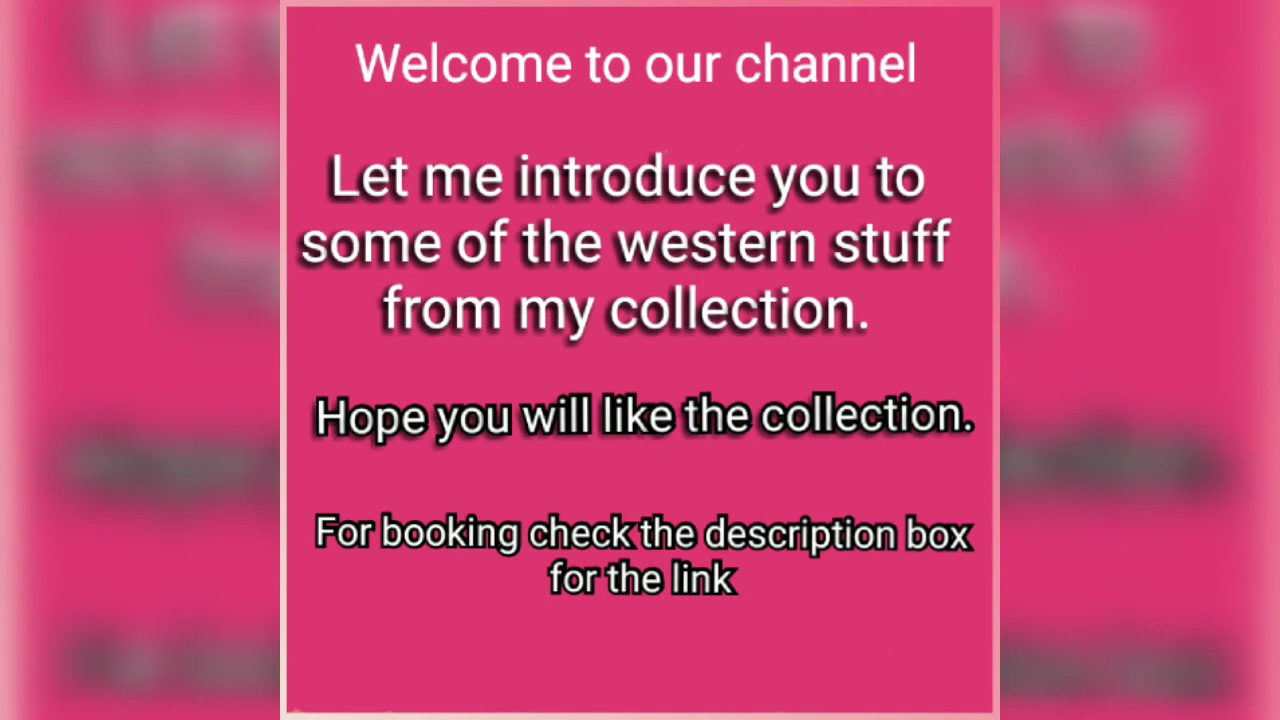 Welcome to our channel
Let me introduce you to
some of the western stuff
from my collection.
Hope you will like the collection.
For booking check the description box
for the link